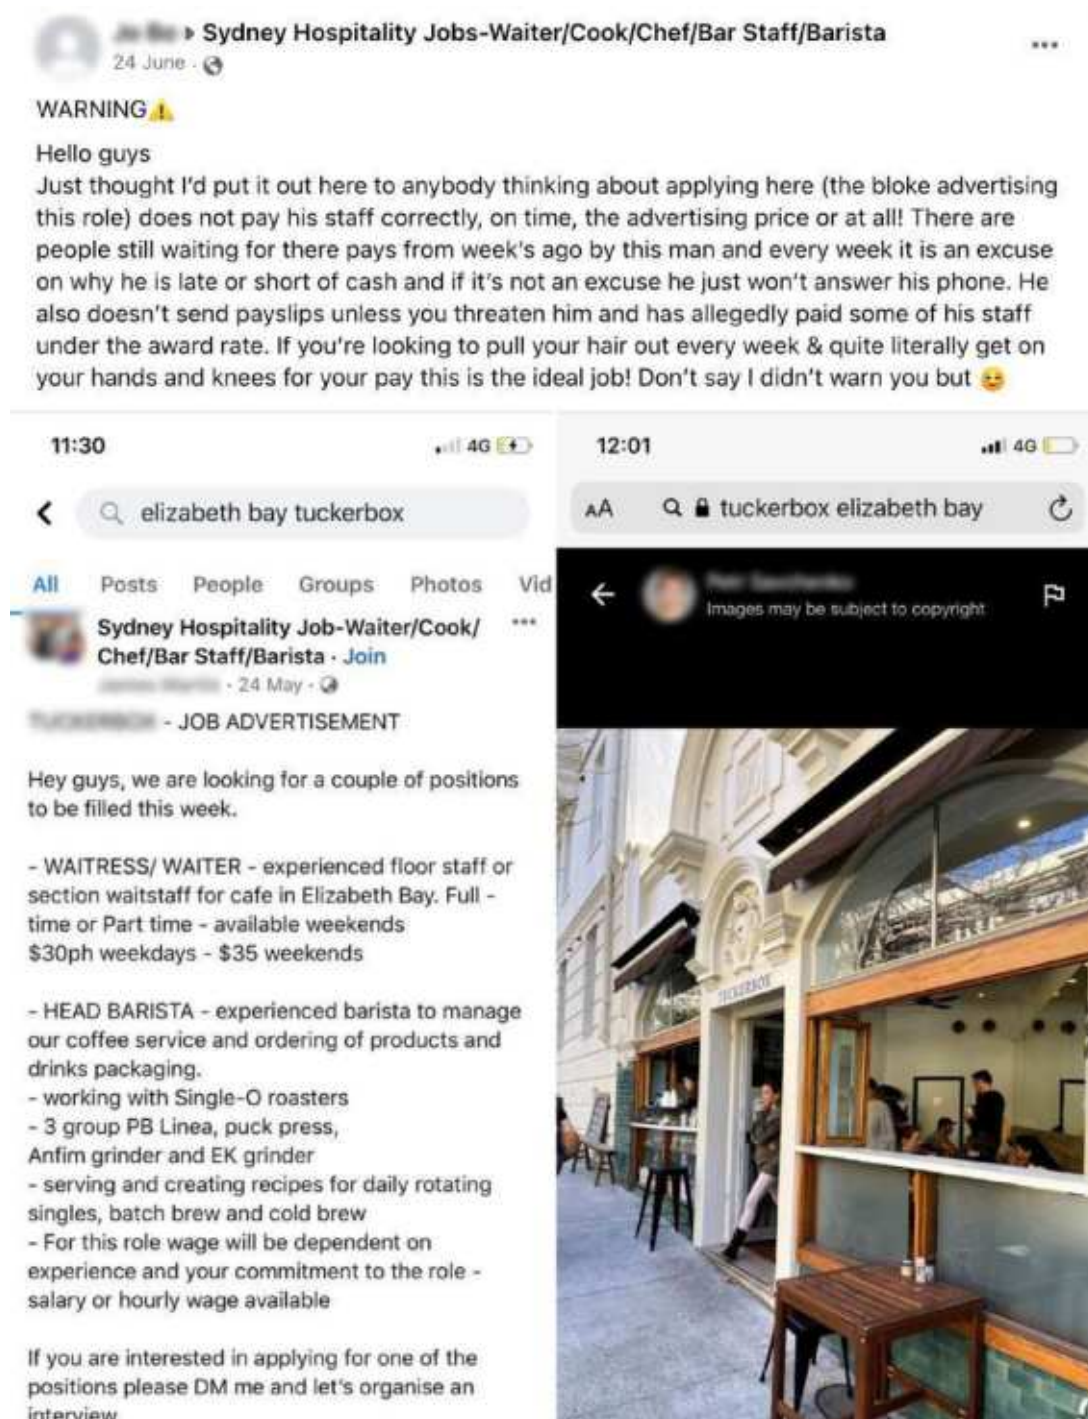 Sydney Hospitality Jobs-Waiter/Cook/Chef/Bar Staff/Barista
24 June
WARNING⚠️
Hello guys
Just thought I'd put it out here to anybody thinking about applying here (the bloke advertising
this role) does not pay his staff correctly, on time, the advertising price or at all! There are
people still waiting for there pays from week's ago by this man and every week it is an excuse
on why he is late or short of cash and if it's not an excuse he just won't answer his phone. He
also doesn't send payslips unless you threaten him and has allegedly paid some of his staff
under the award rate. If you're looking to pull your hair out every week & quite literally get on
your hands and knees for your pay this is the ideal job! Don't say I didn't warn you but 😊
11:30
4G
elizabeth bay tuckerbox
All Posts People Groups Photos Vid
Sydney Hospitality Job-Waiter/Cook/
Chef/Bar Staff/Barista · Join
· 24 May ·
- JOB ADVERTISEMENT
Hey guys, we are looking for a couple of positions
to be filled this week.
- WAITRESS/ WAITER - experienced floor staff or
section waitstaff for cafe in Elizabeth Bay. Full -
time or Part time - available weekends
$30ph weekdays - $35 weekends
- HEAD BARISTA - experienced barista to manage
our coffee service and ordering of products and
drinks packaging.
- working with Single-O roasters
- 3 group PB Linea, puck press,
Anfim grinder and EK grinder
- serving and creating recipes for daily rotating
singles, batch brew and cold brew
- For this role wage will be dependent on
experience and your commitment to the role -
salary or hourly wage available
If you are interested in applying for one of the
positions please DM me and let's organise an
interview
12:01
4G
AA tuckerbox elizabeth bay
Images may be subject to copyright
TUCKERBOX